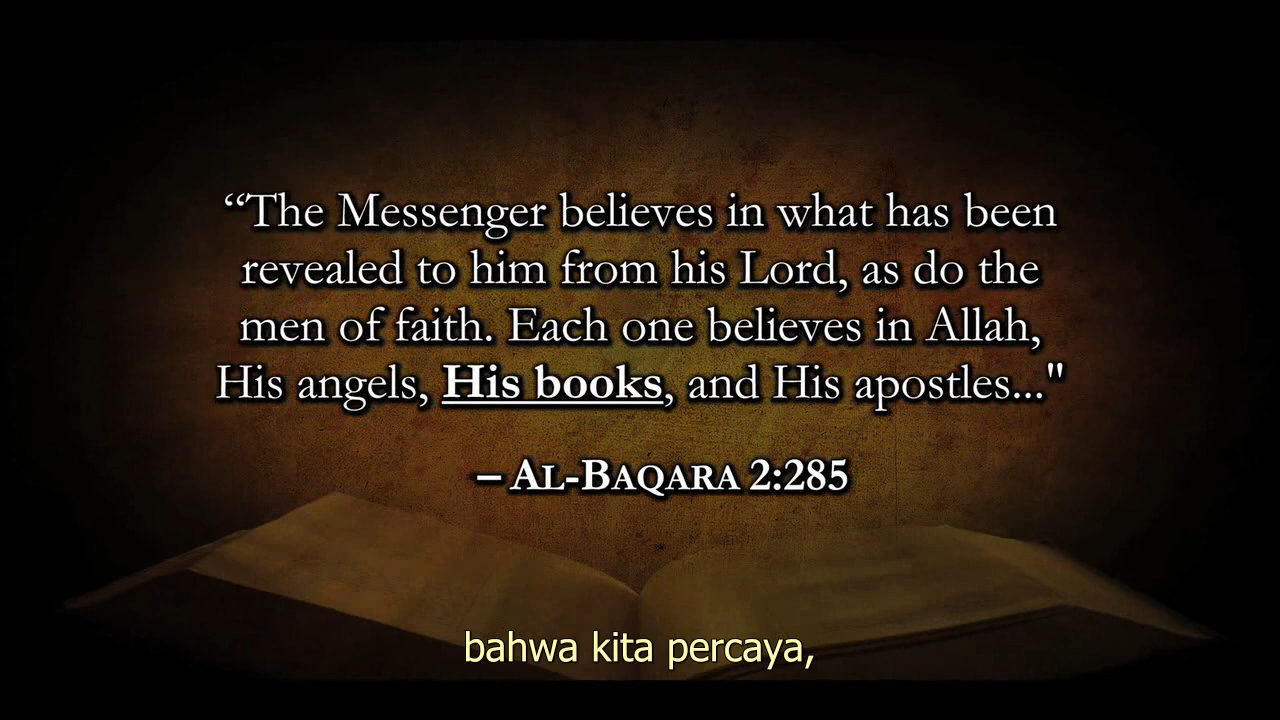 “The Messenger believes in what has been
revealed to him from his Lord, as do the
men of faith. Each one believes in Allah,
His angels, His books, and His apostles..."
– AL-BAQARA 2:285
bahwa kita percaya,